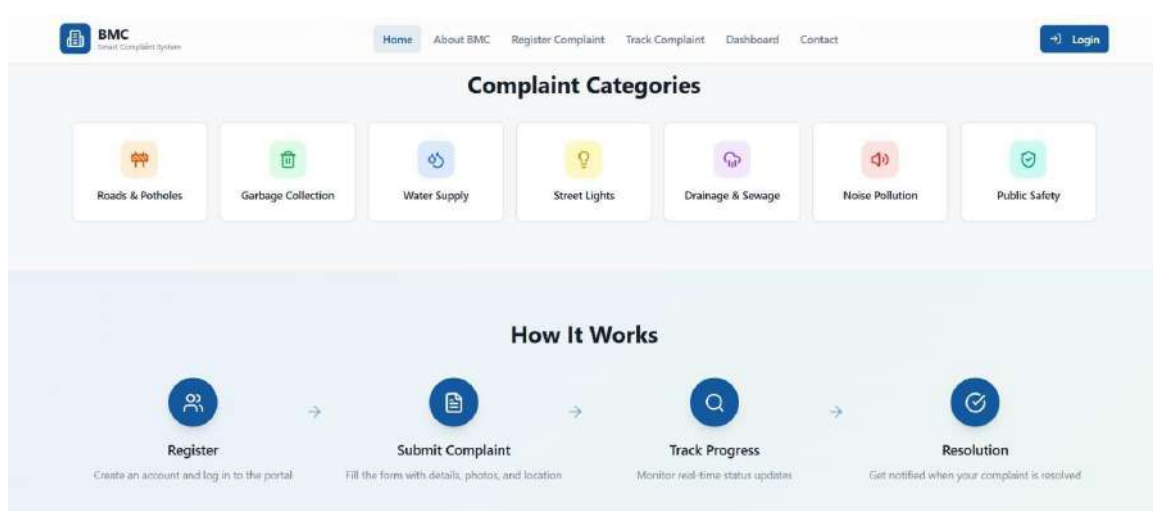 BMC
Smart Complaint System
Home About BMC Register Complaint Track Complaint Dashboard Contact
Login
Complaint Categories
Roads & Potholes Garbage Collection Water Supply Street Lights Drainage & Sewage Noise Pollution Public Safety
How It Works
Register Submit Complaint Track Progress Resolution
Create an account and log in to the portal Fill the form with details, photos, and location Monitor real-time status updates Get notified when your complaint is resolved